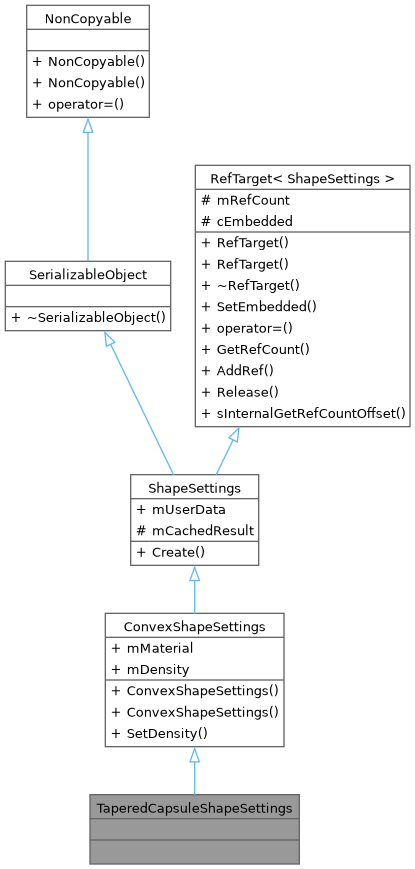 NonCopyable
+ NonCopyable()
+ NonCopyable()
+ operator=()
RefTarget< ShapeSettings >
# mRefCount
# cEmbedded
+ RefTarget()
+ RefTarget()
+ ~RefTarget()
+ SetEmbedded()
+ operator=()
+ GetRefCount()
+ AddRef()
+ Release()
+ sInternalGetRefCountOffset()
SerializableObject
+ ~SerializableObject()
ShapeSettings
+ mUserData
# mCachedResult
+ Create()
ConvexShapeSettings
+ mMaterial
+ mDensity
+ ConvexShapeSettings()
+ ConvexShapeSettings()
+ SetDensity()
TaperedCapsuleShapeSettings